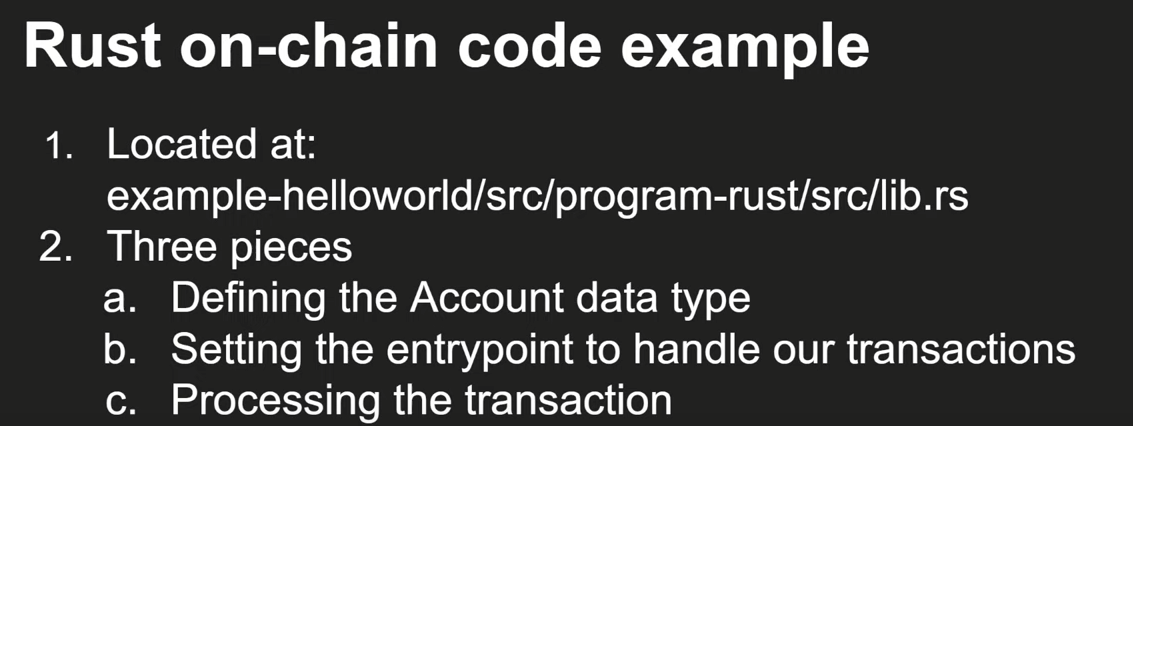 Rust on-chain code example
1. Located at:
example-helloworld/src/program-rust/src/lib.rs
2. Three pieces
a. Defining the Account data type
b. Setting the entrypoint to handle our transactions
c. Processing the transaction